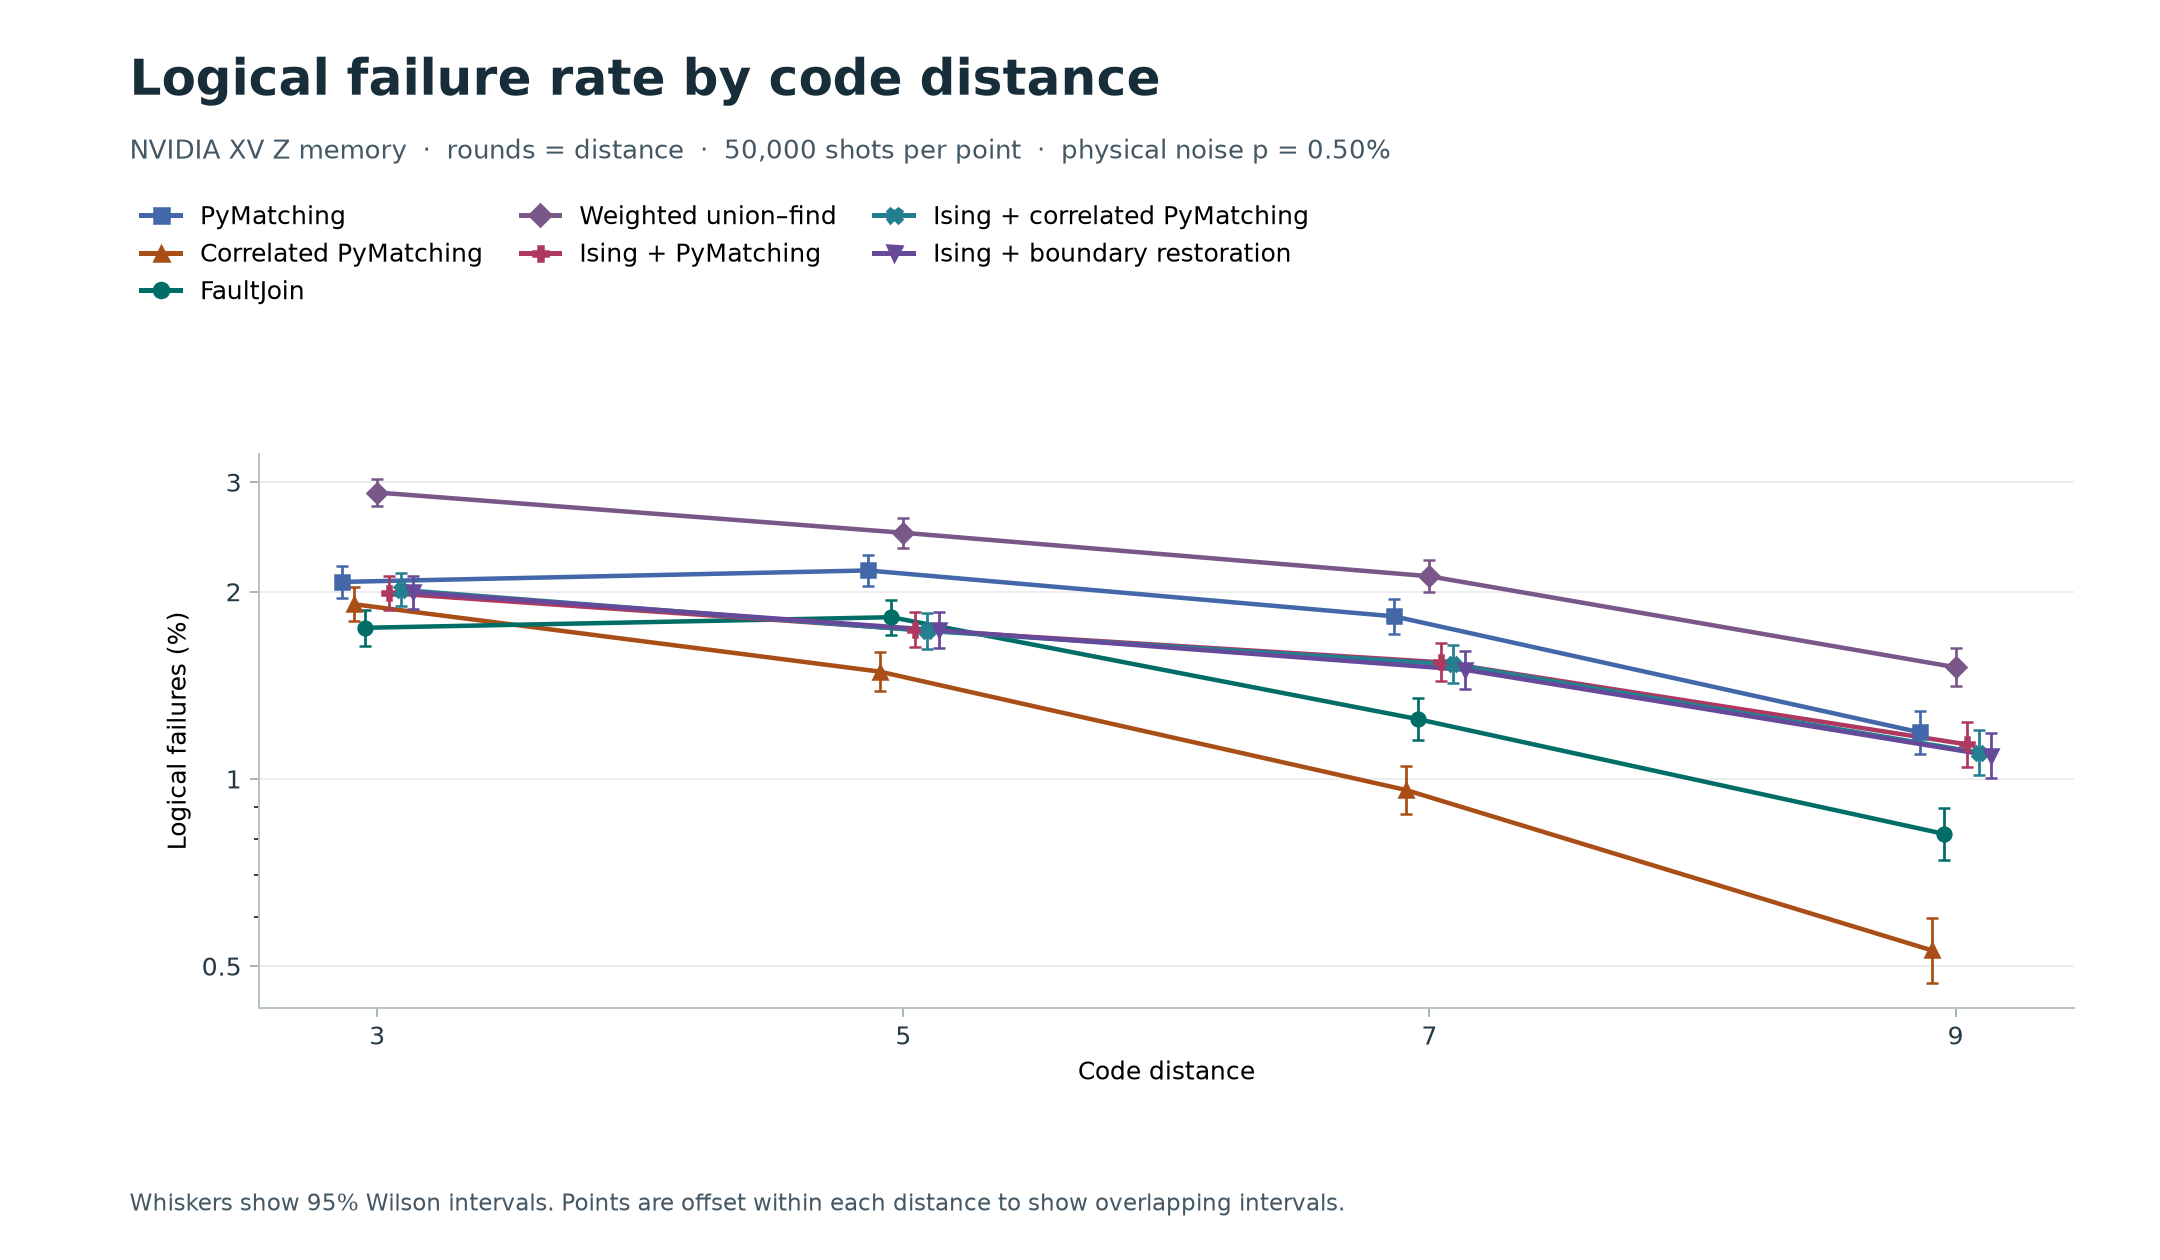 Logical failure rate by code distance
NVIDIA XV Z memory · rounds = distance · 50,000 shots per point · physical noise p = 0.50%
PyMatching
Weighted union–find
Ising + correlated PyMatching
Correlated PyMatching
Ising + PyMatching
Ising + boundary restoration
FaultJoin
3
2
1
0.5
Logical failures (%)
3 5 7 9
Code distance
Whiskers show 95% Wilson intervals. Points are offset within each distance to show overlapping intervals.